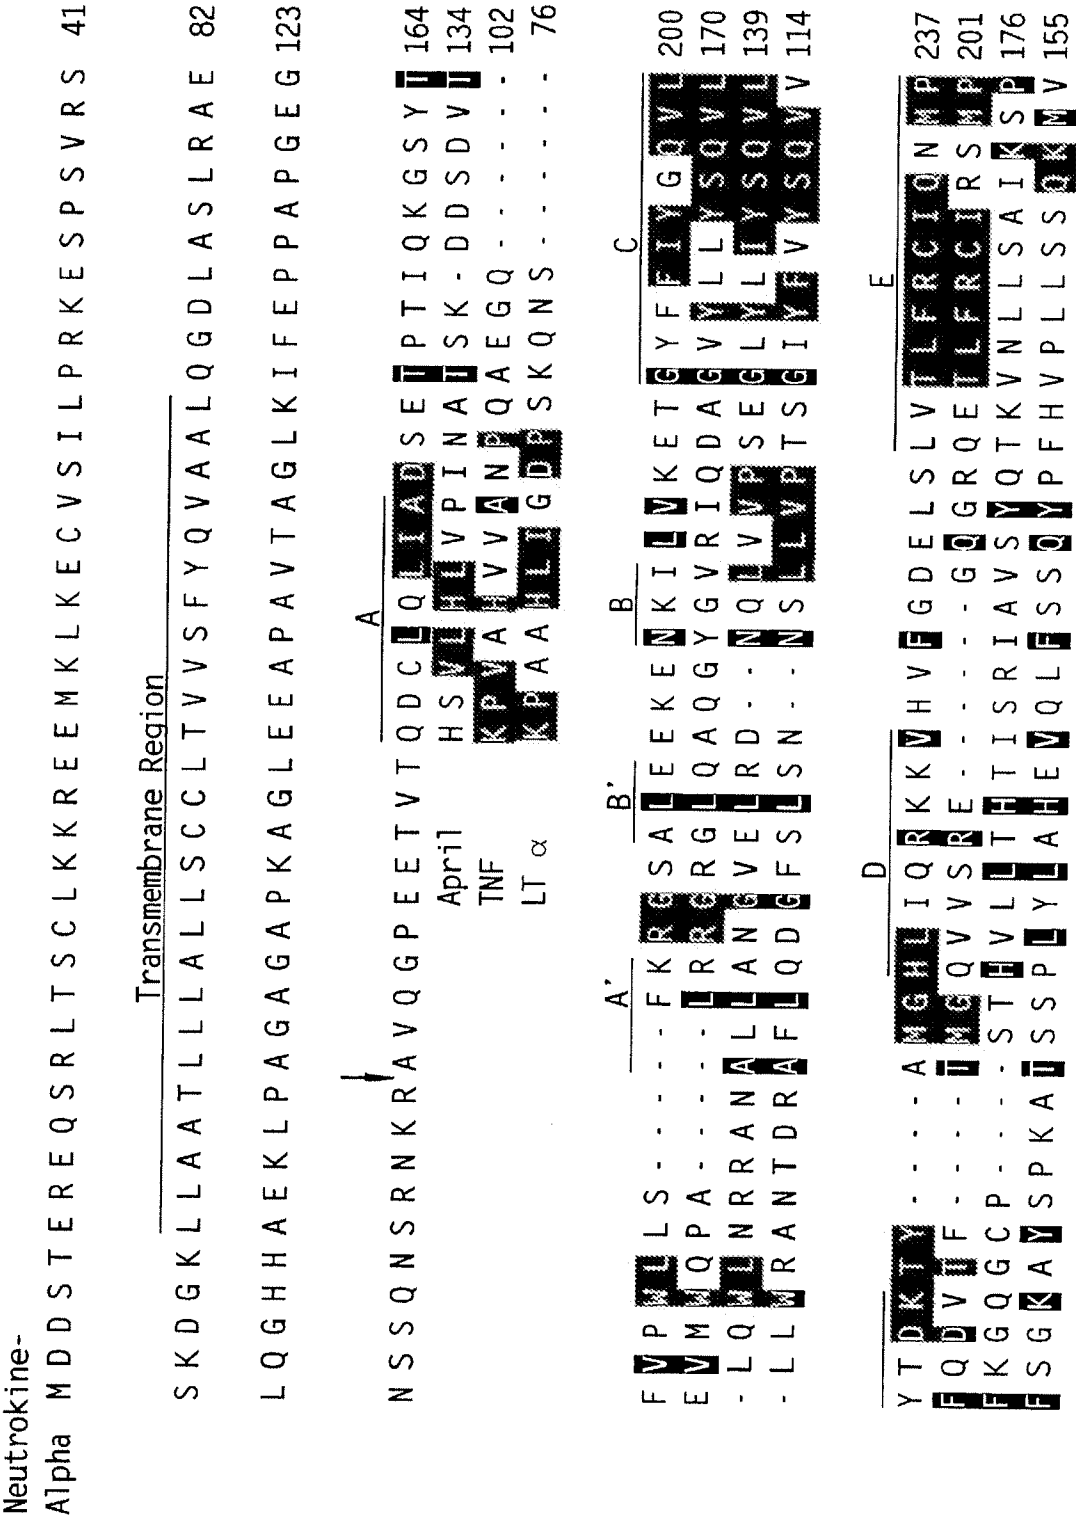 Neutrokine-
Alpha M D D S T E R E Q S R L T S C L K K R E E M K L K E C V S I L P R K E S P S V R S 41
Transmembrane Region
S K D G K L L A A T L L L A L L S C C L T V V S F Y Q V A A L Q G D L A S L R A E 82
L Q G H H A E K L P A G A G A P K A G L E E A P A V T A G L K I F E P P A P G E G 123
A
N S S Q N S R N K R A V Q G P E E T V T Q D C L Q L I A D S E T P T I Q K G S Y T 164
April H S V L H L V P I N A T S K - D D S D V T 134
TNF K P V A H V V A N P Q A E G Q - - - - - - 102
LT α K P A A H L I G D P S K Q N S - - - - - - 76
A' B' B C
F V P W L L S - - - - - F K R G S A L E E K E N K I L V K E T G Y F F I Y G Q V L 200
E V M W Q P A - - - - - L R R G R G L Q A Q G Y G V R I Q D A G V Y L L Y S Q V L 170
- L Q W L N R R A N A L L A N G V E L R D - - N Q L V V P S E G L Y L I Y S Q V L 139
- L L W R A N T D R A F L Q D G F S L S N - - N S L L V P T S G I Y F V Y S Q V V 114
D E
Y T D K T Y - - - - A M G H L I Q R K K V H V F G D E L S L V T L F R C I Q N M P 237
F Q D V T F - - - - T M G Q V V S R E - - - - - - G Q G R Q E T L F R C I R S M P 201
F K G Q G C P - - - - S T H V L L T H T I S R I A V S Y Q T K V N L L S A I K S P 176
F S G K A Y S P K A T S S P L Y L A H E V Q L F S S Q Y P F H V P L L S S Q K M V 155